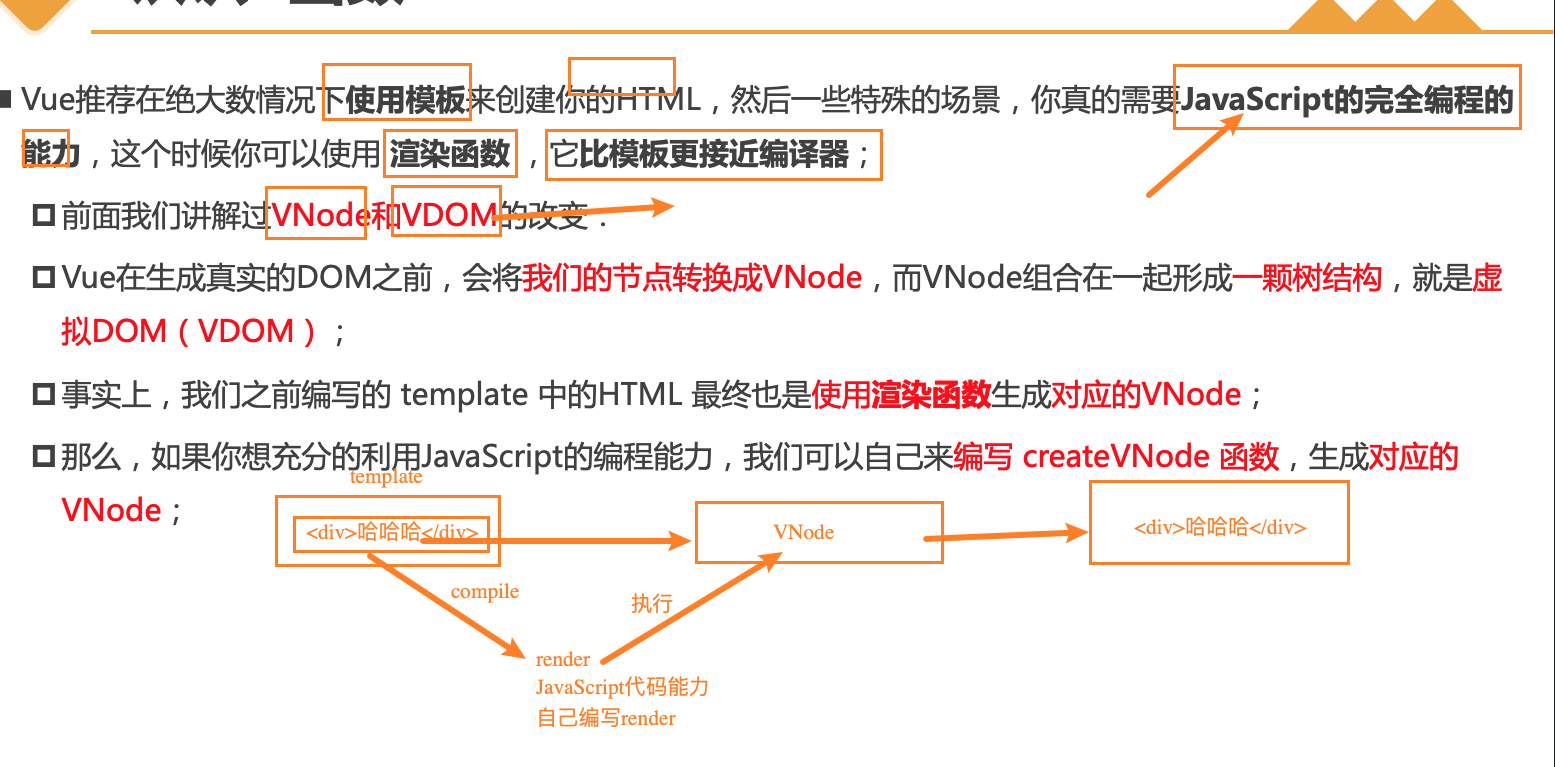 Vue推荐在绝大数情况下使用模板来创建你的HTML，然后一些特殊的场景，你真的需要JavaScript的完全编程的
能力，这个时候你可以使用 渲染函数 ，它比模板更接近编译器；
前面我们讲解过VNode和VDOM的改变：
Vue在生成真实的DOM之前，会将我们的节点转换成VNode，而VNode组合在一起形成一颗树结构，就是虚
拟DOM（VDOM）；
事实上，我们之前编写的 template 中的HTML 最终也是使用渲染函数生成对应的VNode；
那么，如果你想充分的利用JavaScript的编程能力，我们可以自己来编写 createVNode 函数，生成对应的
VNode；
template
<div>哈哈哈</div>
VNode
<div>哈哈哈</div>
compile
执行
render
JavaScript代码能力
自己编写render